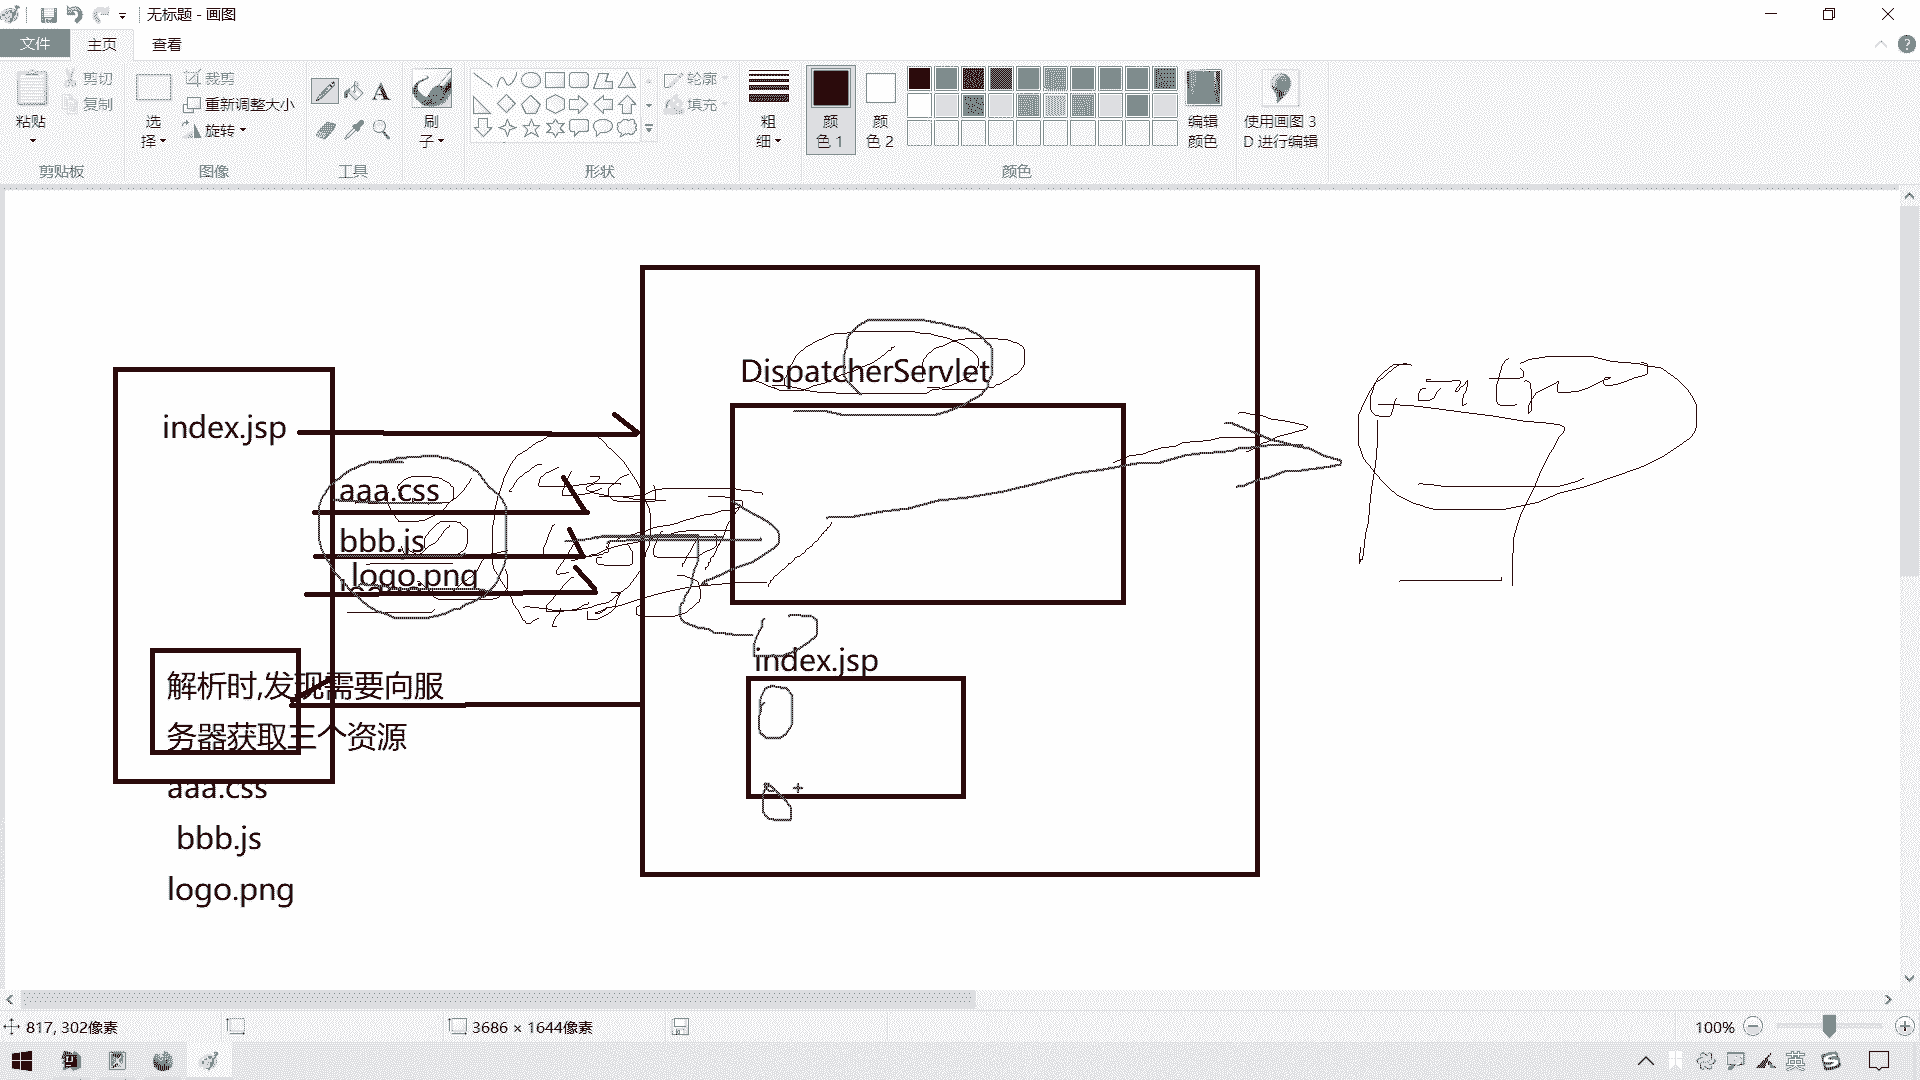 无标题 - 画图
文件 主页 查看
粘贴
剪切
复制
剪贴板
选
择
裁剪
重新调整大小
旋转
图像
A
工具
刷
子
轮廓
填充
形状
粗
细
颜
色 1
颜
色 2
编辑
颜色
颜色
使用画图 3
D 进行编辑
DispatcherServlet
index.jsp
aaa.css
bbb.js
logo.png
index.jsp
解析时,发现需要向服
务器获取三个资源
aaa.css
bbb.js
logo.png
817, 302像素
3686 × 1644像素
100%
英